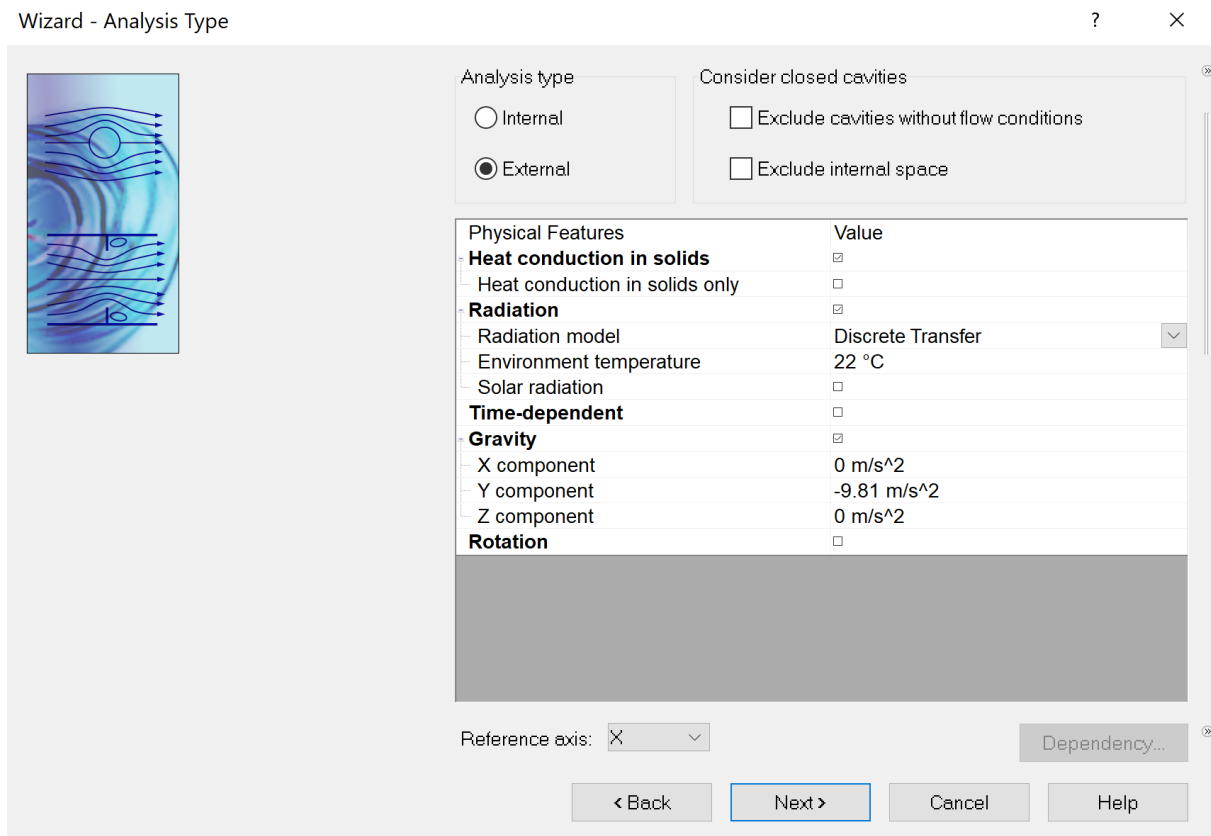 Wizard - Analysis Type
?
Analysis type
Consider closed cavities
Internal
Exclude cavities without flow conditions
External
Exclude internal space
Physical Features Value
Heat conduction in solids
Heat conduction in solids only
Radiation
Radiation model Discrete Transfer
Environment temperature 22 °C
Solar radiation
Time-dependent
Gravity
X component 0 m/s^2
Y component -9.81 m/s^2
Z component 0 m/s^2
Rotation
Reference axis: X
Dependency...
< Back Next > Cancel Help